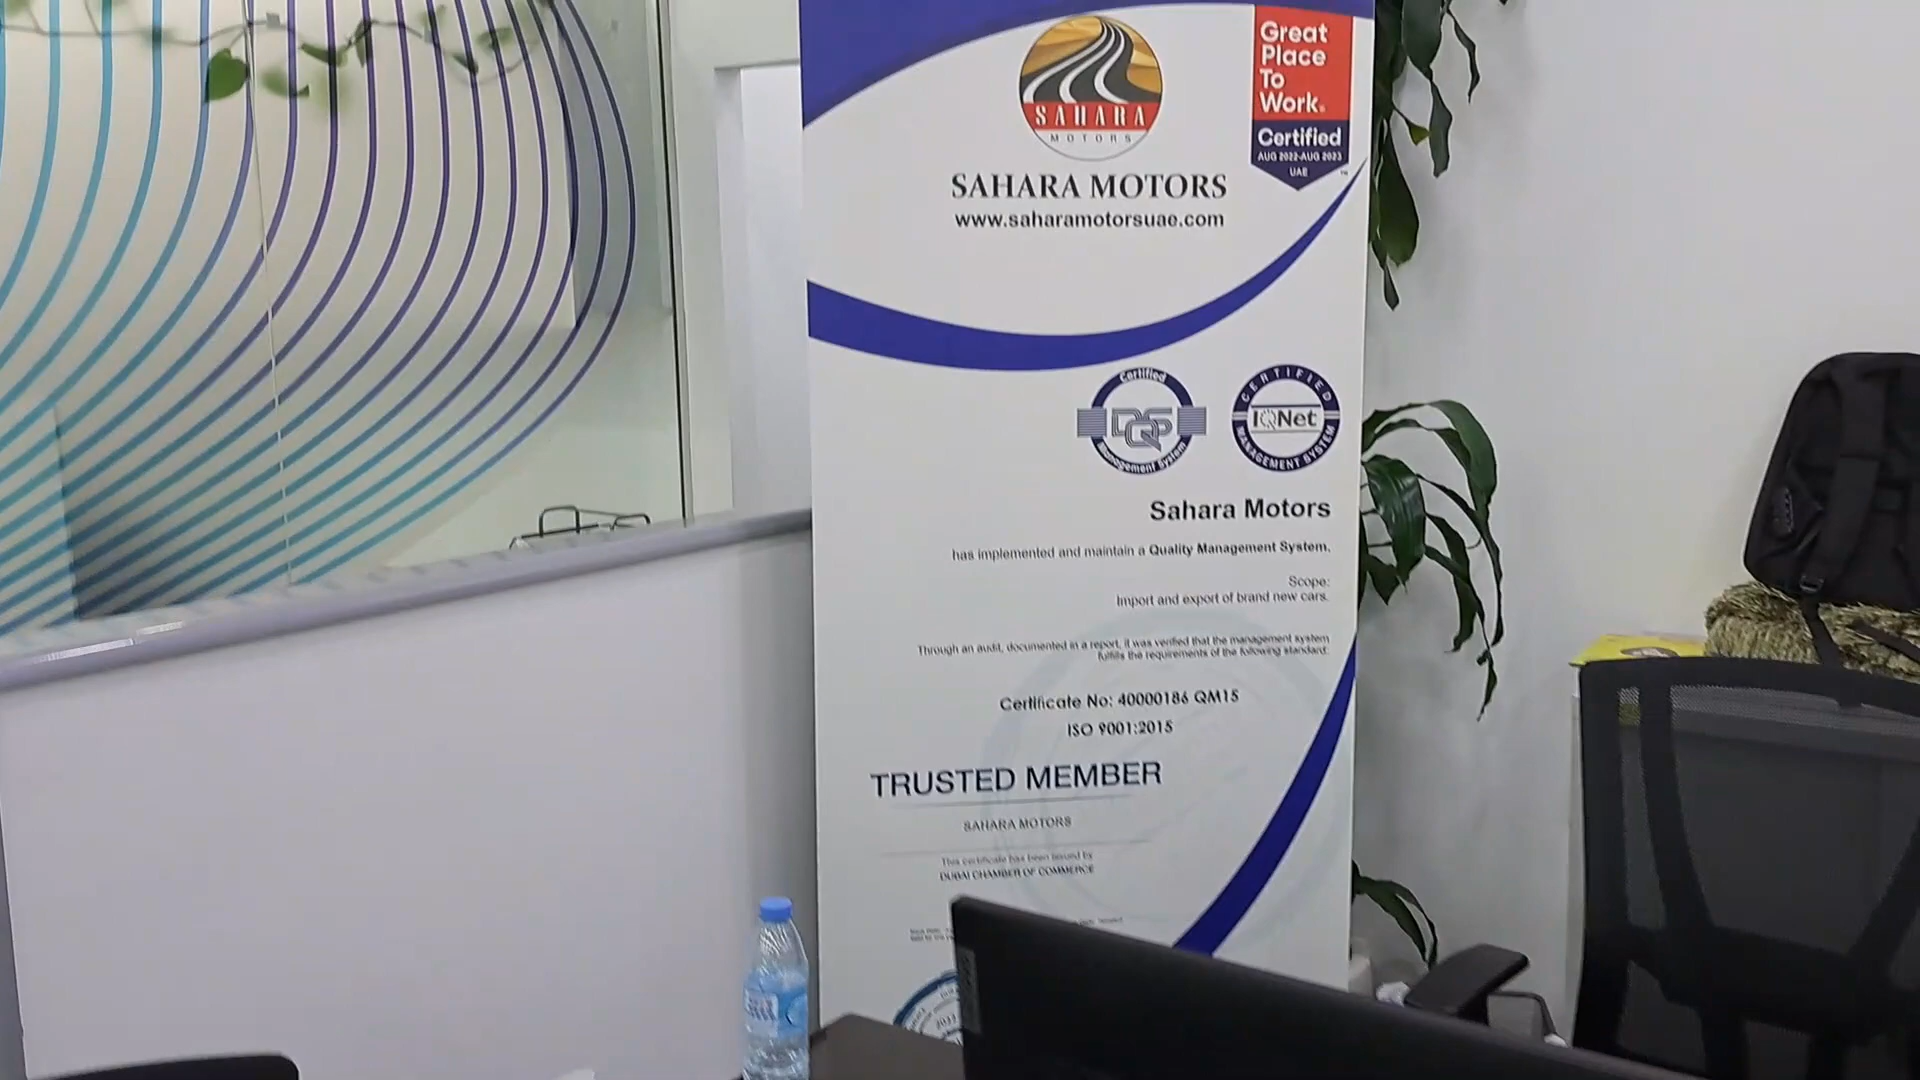 SAHARA
MOTORS
Great
Place
To
Work.
Certified
AUG 2022-AUG 2023
UAE
™
SAHARA MOTORS
www.saharamotorsuae.com
Certified
DQS
Management System
CERTIFIED
IQNet
MANAGEMENT SYSTEM
Sahara Motors
has implemented and maintain a Quality Management System.
Scope:
Import and export of brand new cars.
Through an audit, documented in a report, it was verified that the management system
fulfills the requirements of the following standard:
Certificate No: 40000186 QM15
ISO 9001:2015
TRUSTED MEMBER
SAHARA MOTORS
This certificate has been issued by
DUBAI CHAMBER OF COMMERCE